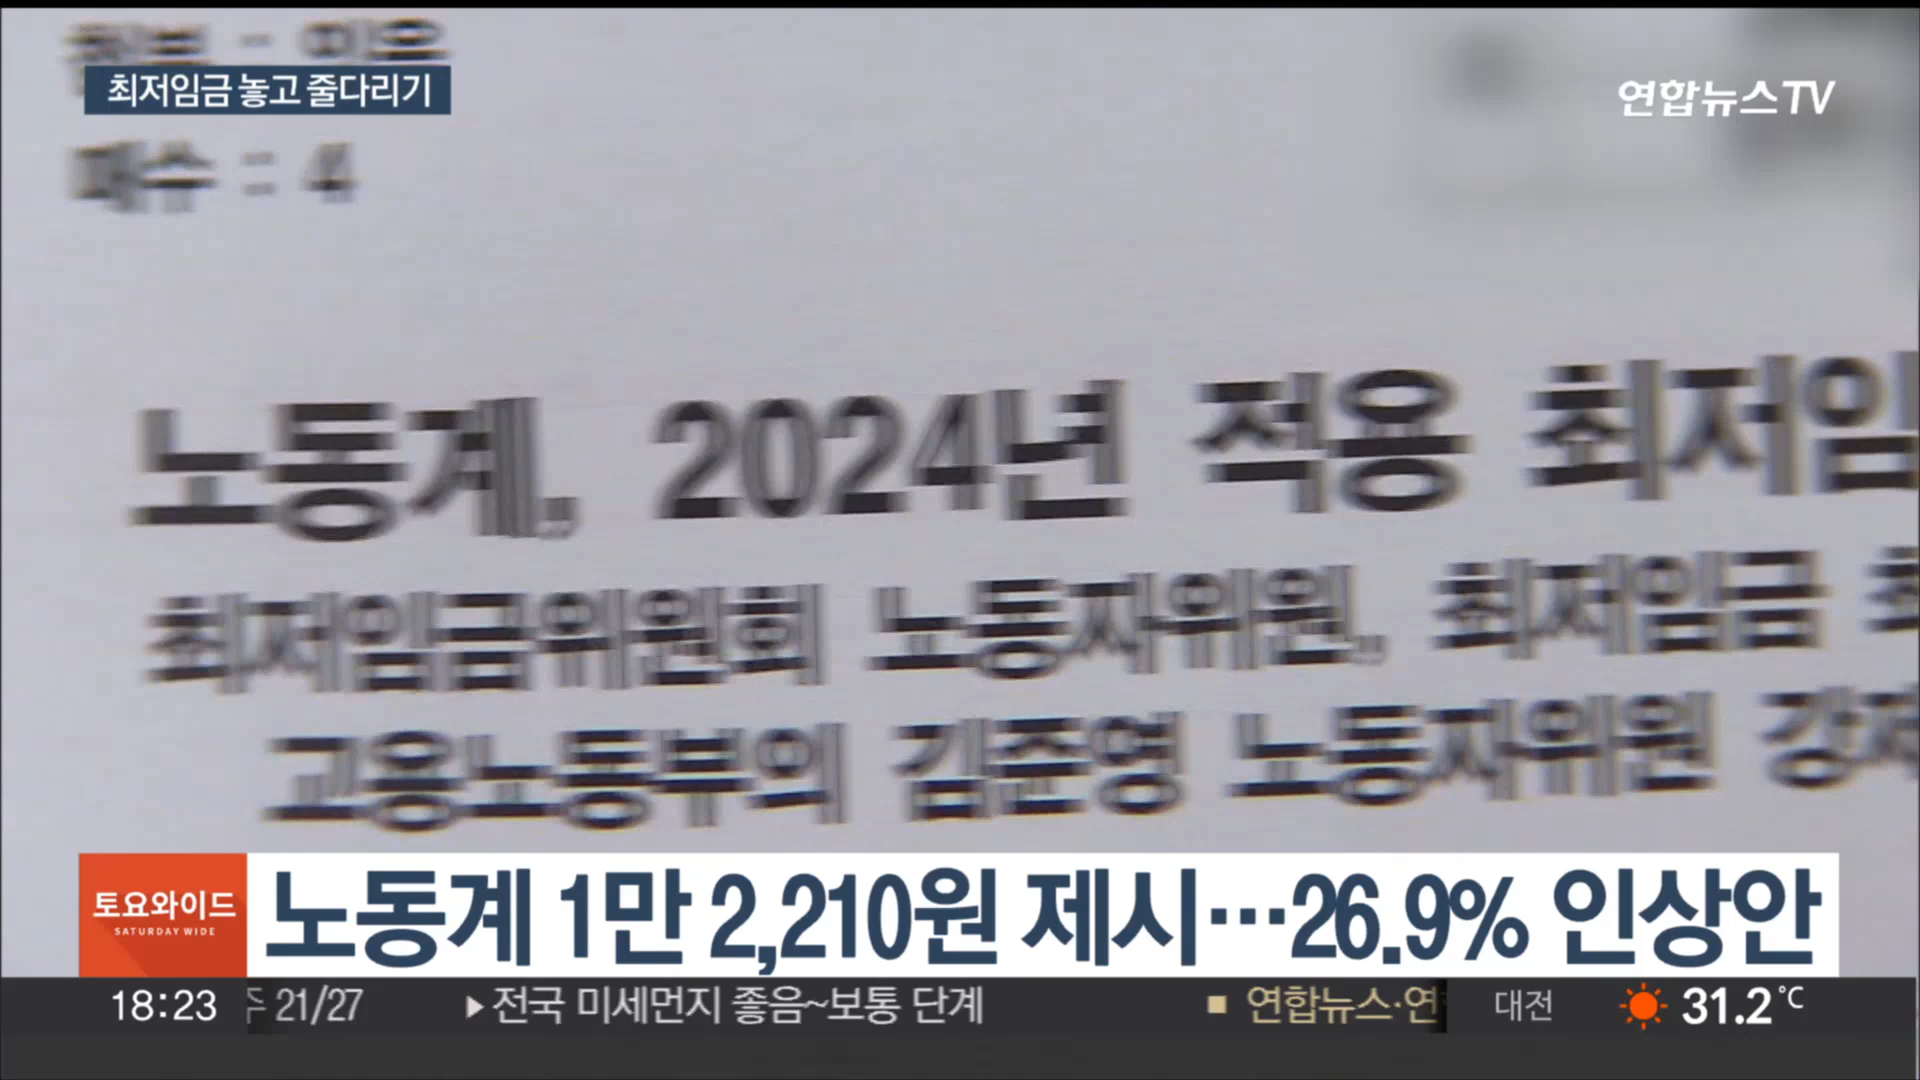 최저임금 놓고 줄다리기
연합뉴스TV
매수 : 4
노동계, 2024년 적용 최저임
최저임금위원회 노동자위원, 최저임금 최
고용노동부의 김준영 노동자위원 강제
토요와이드
SATURDAY WIDE
노동계 1만 2,210원 제시…26.9% 인상안
18:23 21/27 ▶전국 미세먼지 좋음~보통 단계 ■ 연합뉴스·연 대전 31.2℃